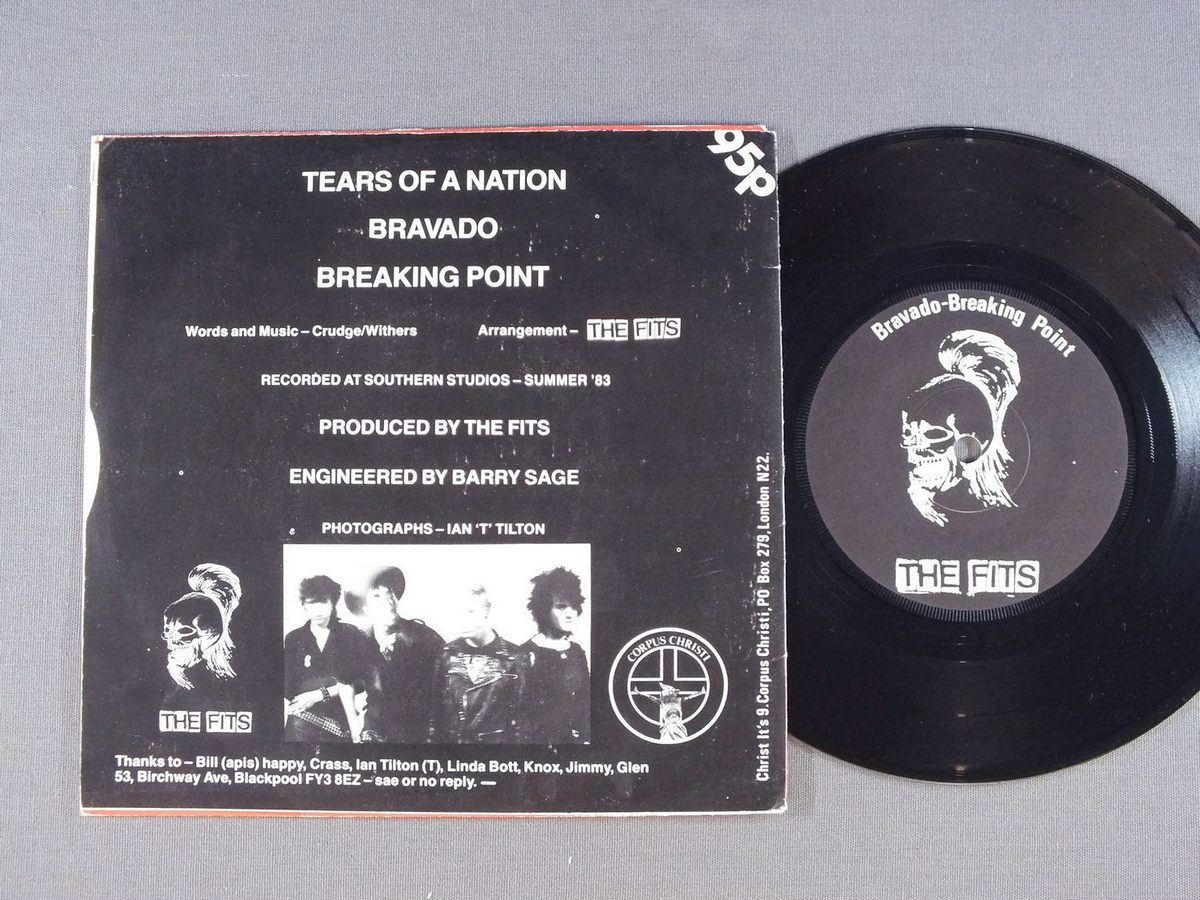 95p
TEARS OF A NATION
BRAVADO
BREAKING POINT
Words and Music – Crudge/Withers
Arrangement – THE FITS
RECORDED AT SOUTHERN STUDIOS – SUMMER '83
PRODUCED BY THE FITS
ENGINEERED BY BARRY SAGE
PHOTOGRAPHS – IAN 'T' TILTON
THE FITS
CORPUS CHRISTI
Thanks to – Bill (apis) happy, Crass, Ian Tilton (T), Linda Bott, Knox, Jimmy, Glen
53, Birchway Ave, Blackpool FY3 8EZ – sae or no reply. —
Christ It's 9. Corpus Christi, PO Box 279, London N22.
Bravado-Breaking Point
THE FITS